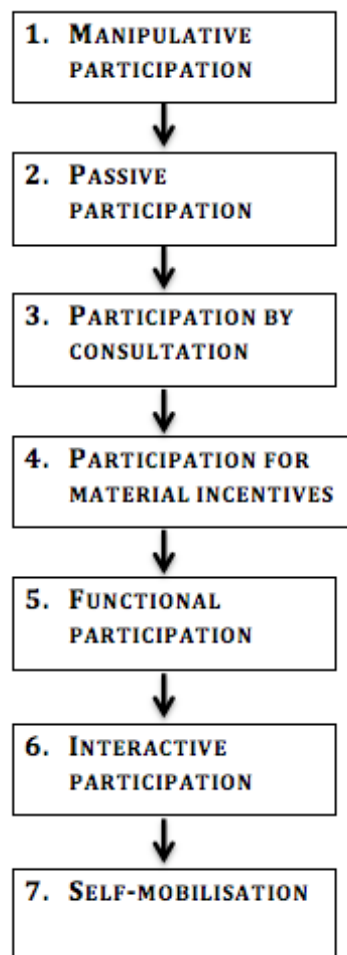 1. MANIPULATIVE
PARTICIPATION
2. PASSIVE
PARTICIPATION
3. PARTICIPATION BY
CONSULTATION
4. PARTICIPATION FOR
MATERIAL INCENTIVES
5. FUNCTIONAL
PARTICIPATION
6. INTERACTIVE
PARTICIPATION
7. SELF-MOBILISATION